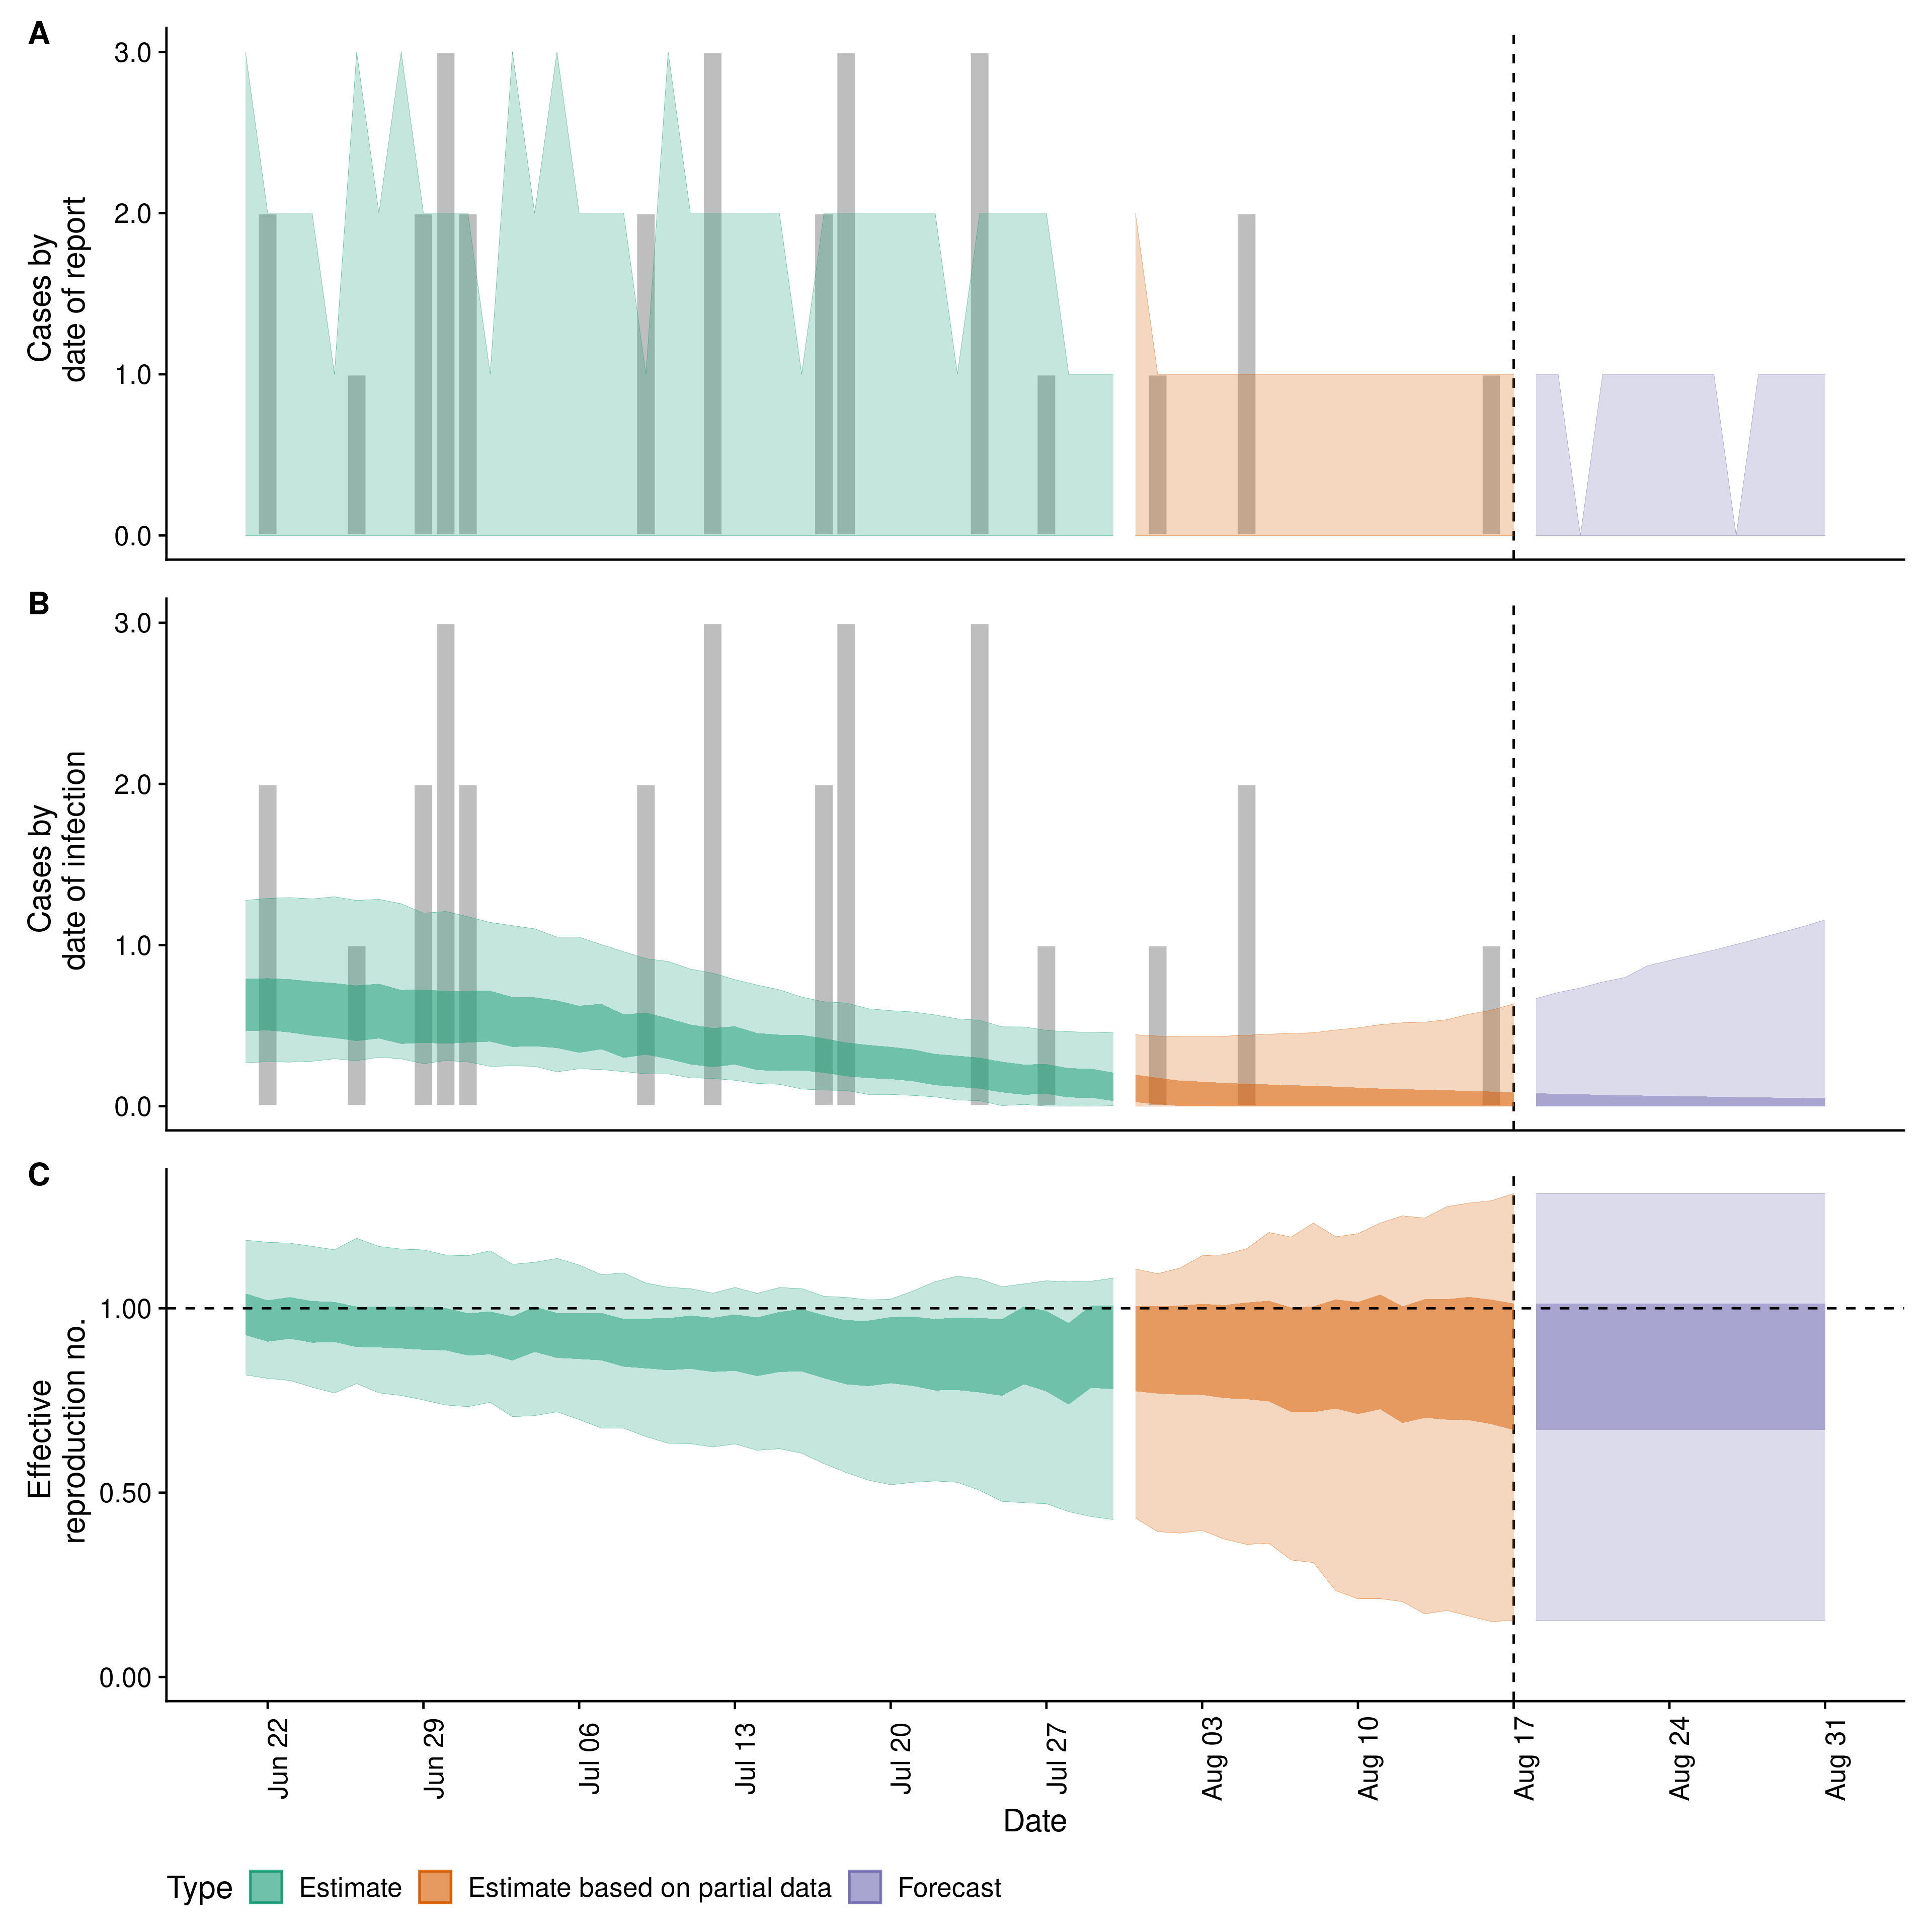 A
Cases by
date of report
3.0
2.0
1.0
0.0
B
Cases by
date of infection
3.0
2.0
1.0
0.0
C
Effective
reproduction no.
1.00
0.50
0.00
Jun 22
Jun 29
Jul 06
Jul 13
Jul 20
Jul 27
Aug 03
Aug 10
Aug 17
Aug 24
Aug 31
Date
Type Estimate Estimate based on partial data Forecast